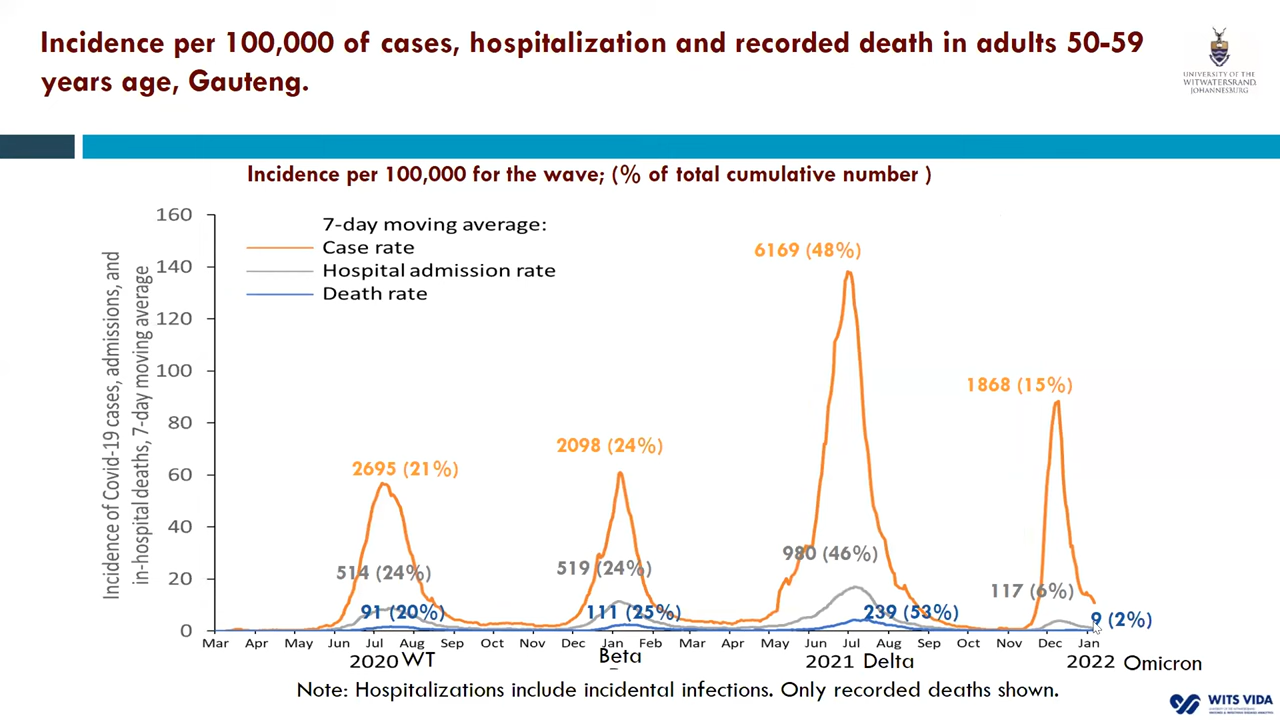 Incidence per 100,000 of cases, hospitalization and recorded death in adults 50-59
years age, Gauteng.
UNIVERSITY OF THE
WITWATERSRAND,
JOHANNESBURG
Incidence per 100,000 for the wave; (% of total cumulative number )
Incidence of Covid-19 cases, admissions, and
in-hospital deaths, 7-day moving average
160
140
120
100
80
60
40
20
0
7-day moving average:
Case rate
Hospital admission rate
Death rate
6169 (48%)
1868 (15%)
2098 (24%)
2695 (21%)
980 (46%)
514 (24%)
519 (24%)
117 (6%)
91 (20%)
111 (25%)
239 (53%)
9 (2%)
Mar Apr May Jun Jul Aug Sep Oct Nov Dec Jan Feb Mar Apr May Jun Jul Aug Sep Oct Nov Dec Jan
2020 WT Beta 2021 Delta 2022 Omicron
Note: Hospitalizations include incidental infections. Only recorded deaths shown.
WITS VIDA